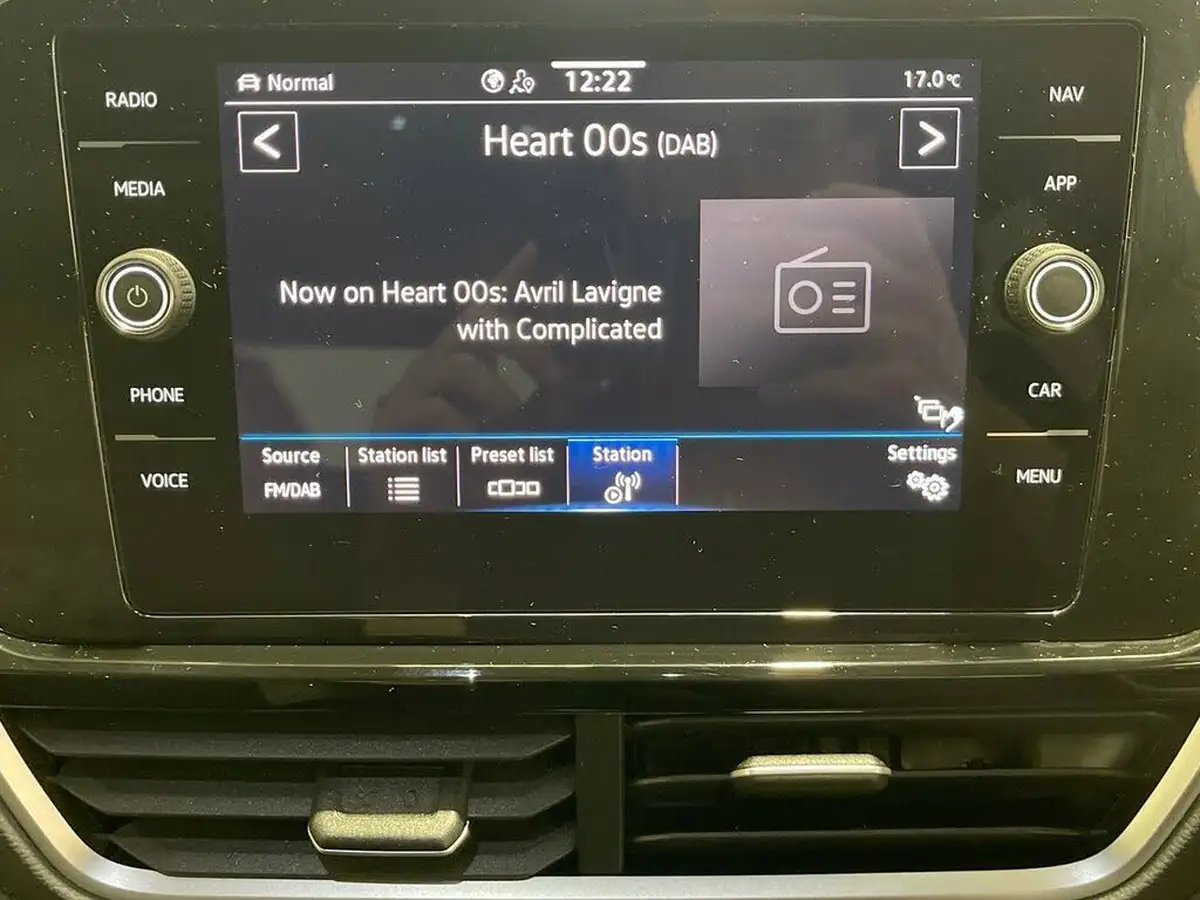 RADIO
MEDIA
PHONE
VOICE
Normal
12:22
17.0°C
Heart 00s (DAB)
Now on Heart 00s: Avril Lavigne
with Complicated
Source
FM/DAB
Station list
Preset list
Station
Settings
NAV
APP
CAR
MENU